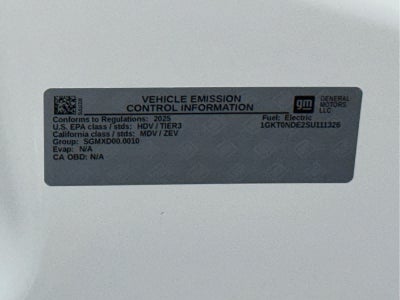 VEHICLE EMISSION
CONTROL INFORMATION
gm
GENERAL
MOTORS
LLC
Conforms to Regulations: 2025
Fuel: Electric
U.S. EPA class / stds: HDV / TIER3
1GKT0NDE2SU111326
California class / stds: MDV / ZEV
Group: SGMXD00.0010
Evap: N/A
CA OBD: N/A